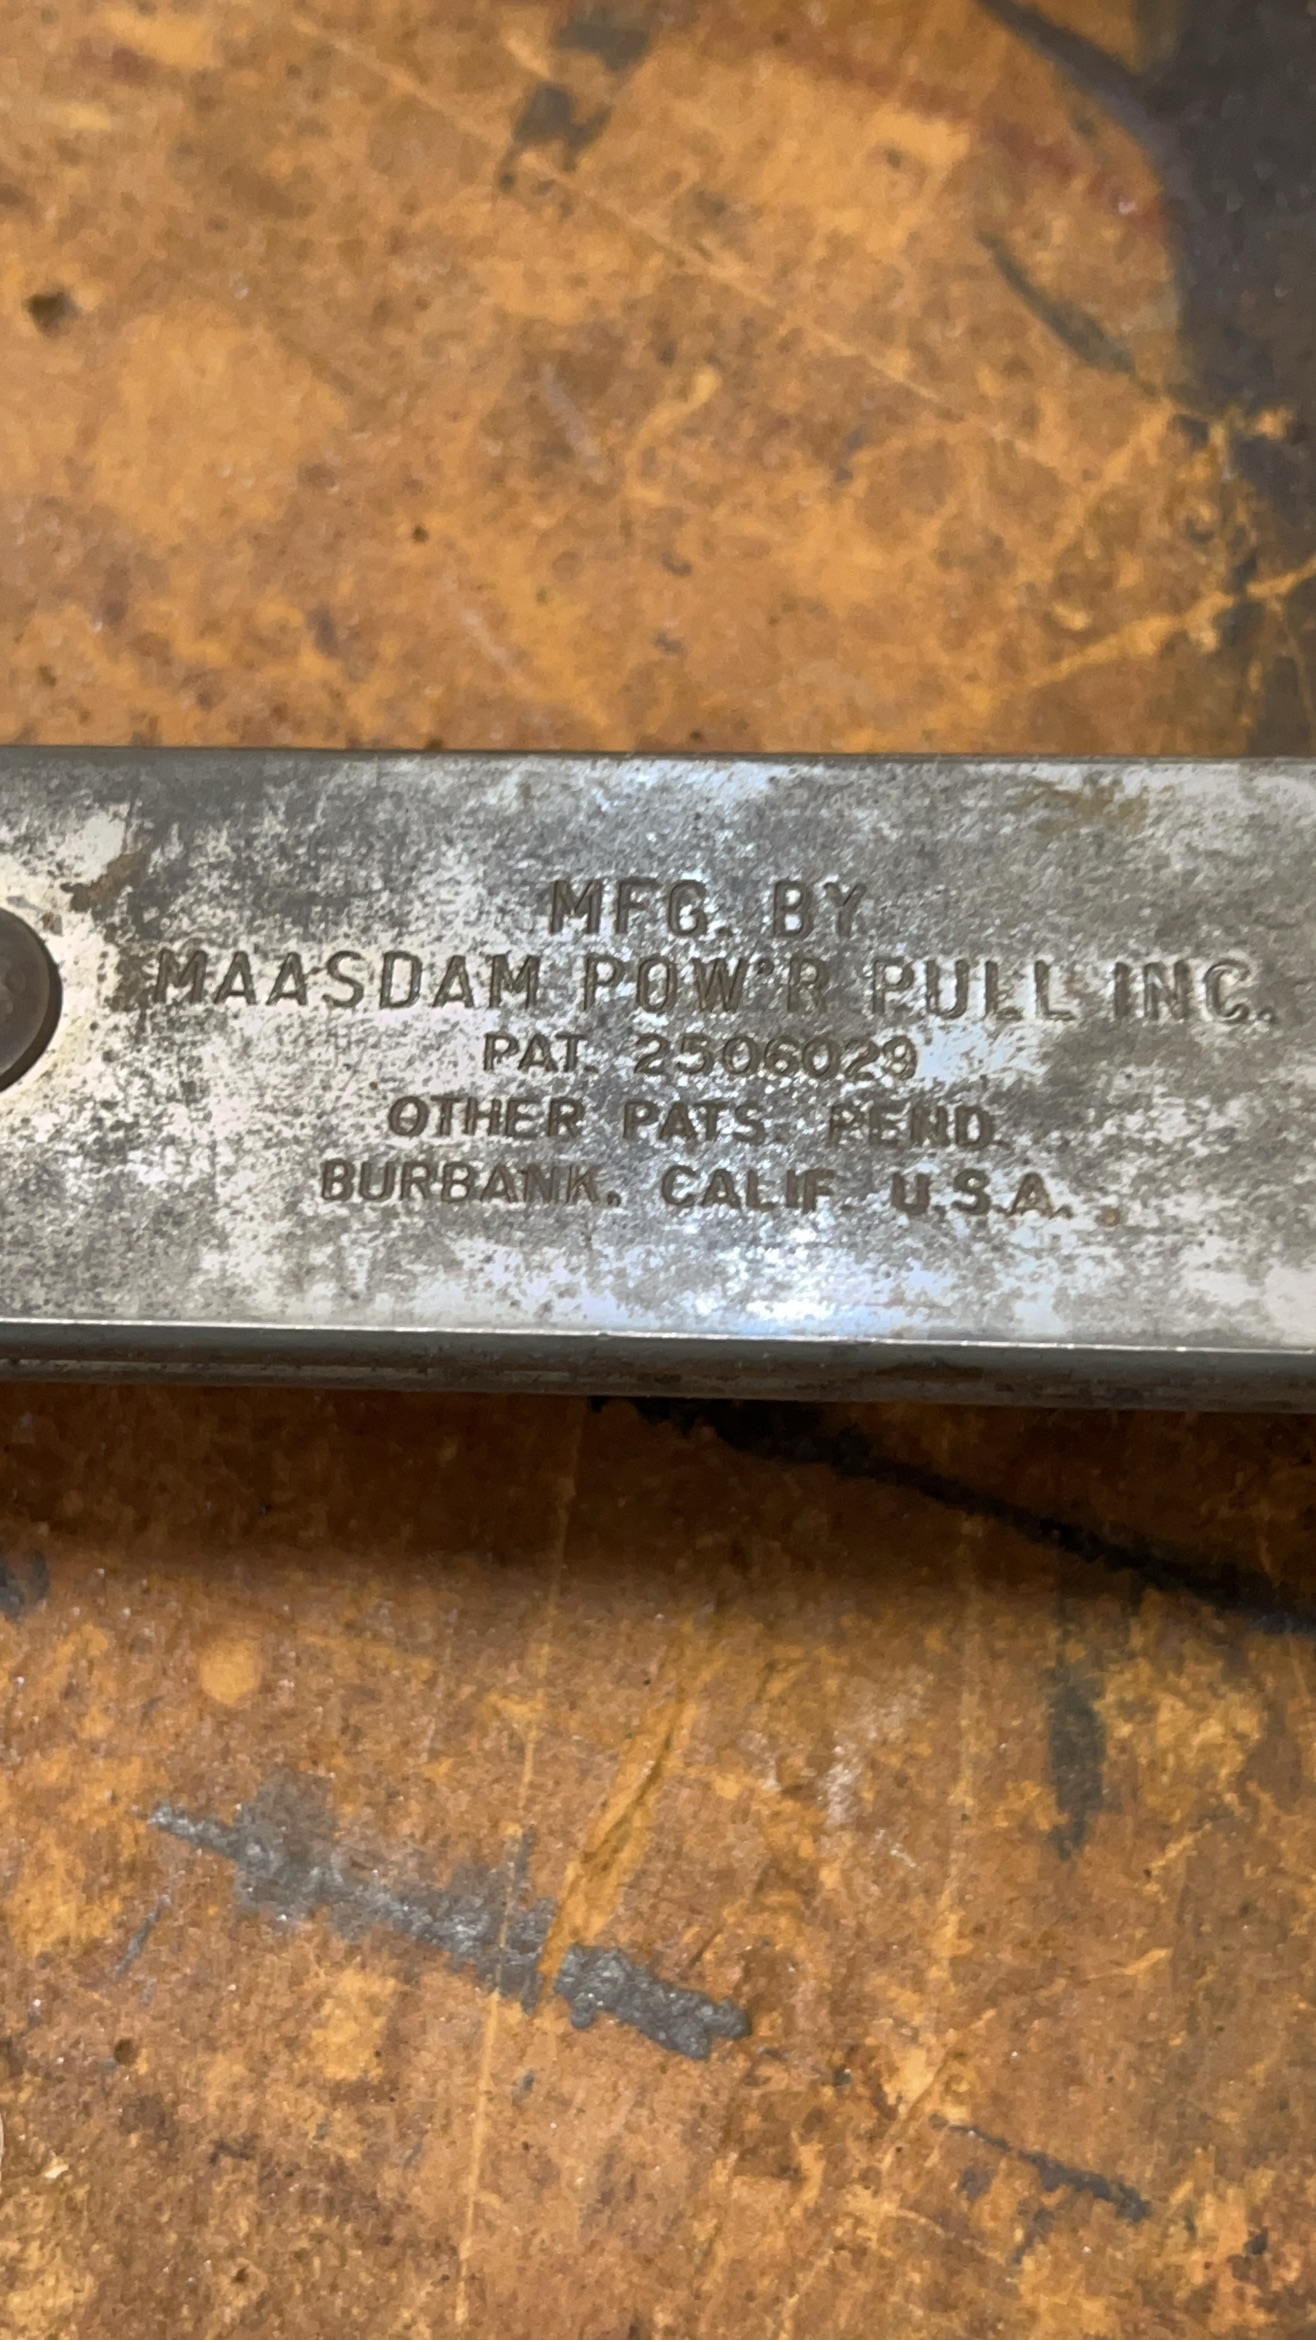 MFG. BY
MAASDAM POW'R PULL INC.
PAT. 2506029
OTHER PATS. PEND.
BURBANK, CALIF. U.S.A.